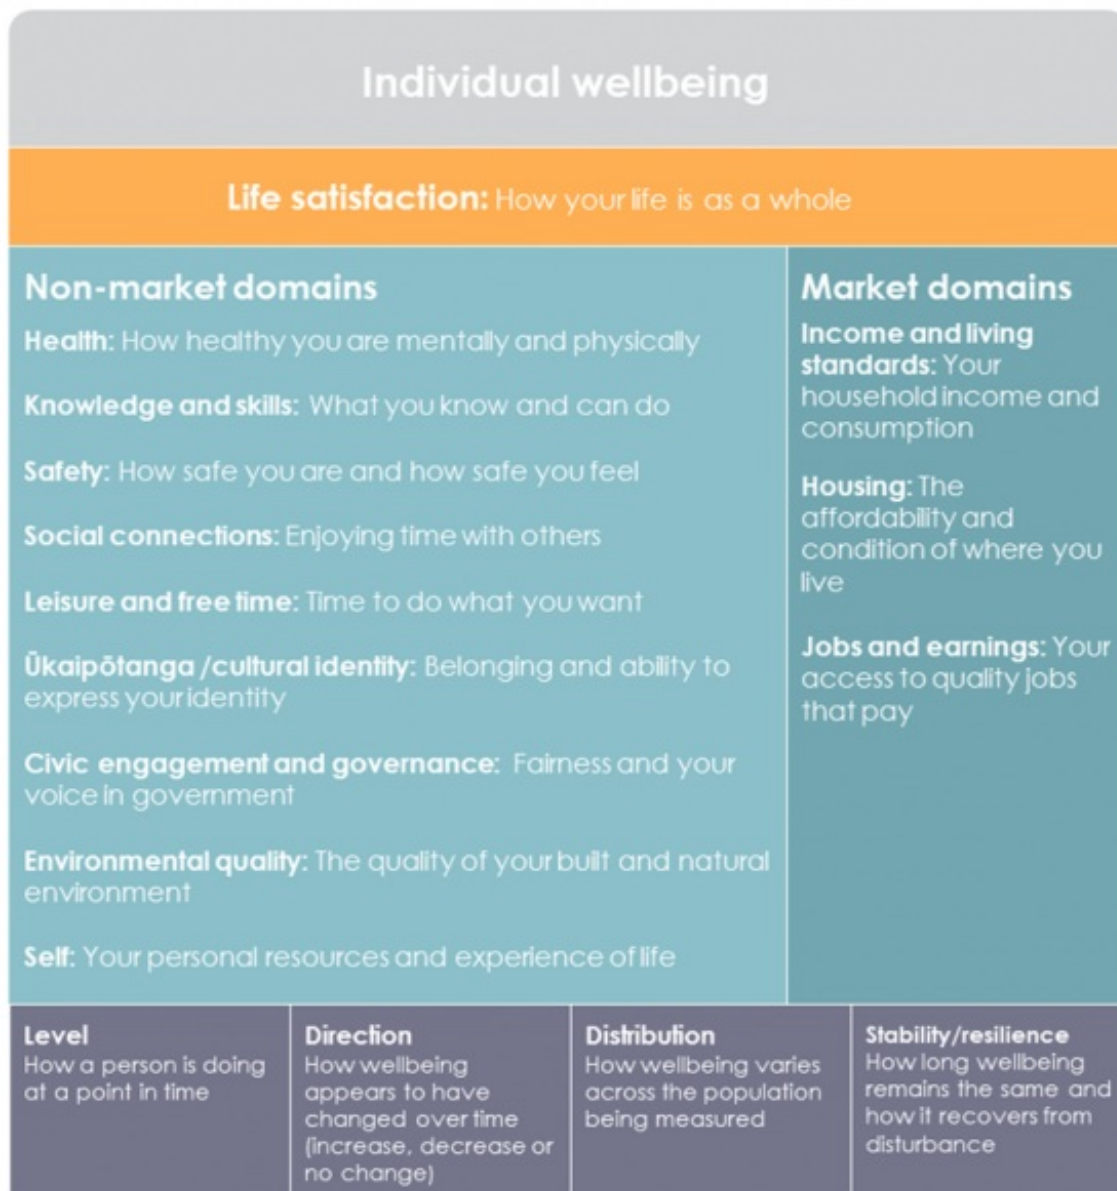 Individual wellbeing
Life satisfaction: How your life is as a whole
Non-market domains
Health: How healthy you are mentally and physically
Knowledge and skills: What you know and can do
Safety: How safe you are and how safe you feel
Social connections: Enjoying time with others
Leisure and free time: Time to do what you want
Ūkaipōtanga /cultural identity: Belonging and ability to
express your identity
Civic engagement and governance: Fairness and your
voice in government
Environmental quality: The quality of your built and natural
environment
Self: Your personal resources and experience of life
Market domains
Income and living
standards: Your
household income and
consumption
Housing: The
affordability and
condition of where you
live
Jobs and earnings: Your
access to quality jobs
that pay
Level
How a person is doing
at a point in time
Direction
How wellbeing
appears to have
changed over time
(increase, decrease or
no change)
Distribution
How wellbeing varies
across the population
being measured
Stability/resilience
How long wellbeing
remains the same and
how it recovers from
disturbance